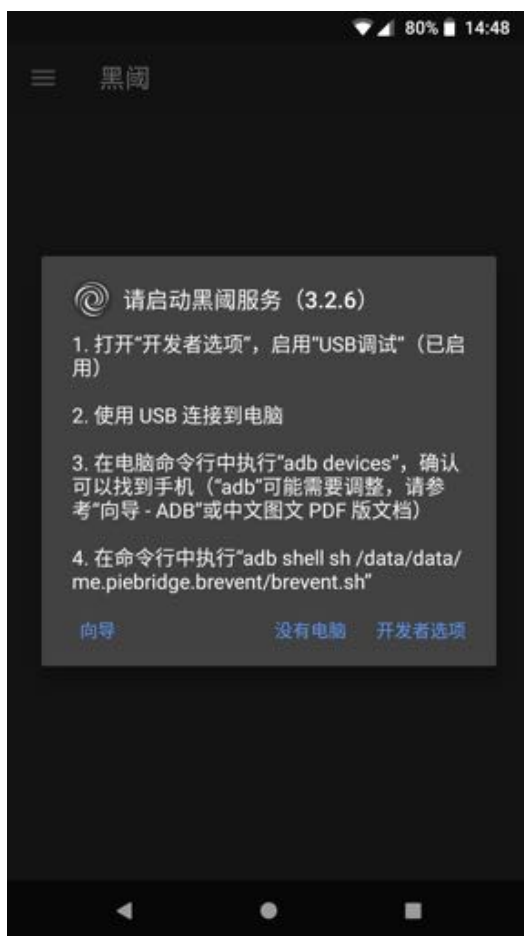 80% 14:48
黑阈
请启动黑阈服务（3.2.6）
1. 打开“开发者选项”，启用“USB调试”（已启
用）
2. 使用 USB 连接到电脑
3. 在电脑命令行中执行“adb devices”，确认
可以找到手机（“adb”可能需要调整，请参
考“向导 - ADB”或中文图文 PDF 版文档）
4. 在命令行中执行“adb shell sh /data/data/
me.piebridge.brevent/brevent.sh”
向导 没有电脑 开发者选项